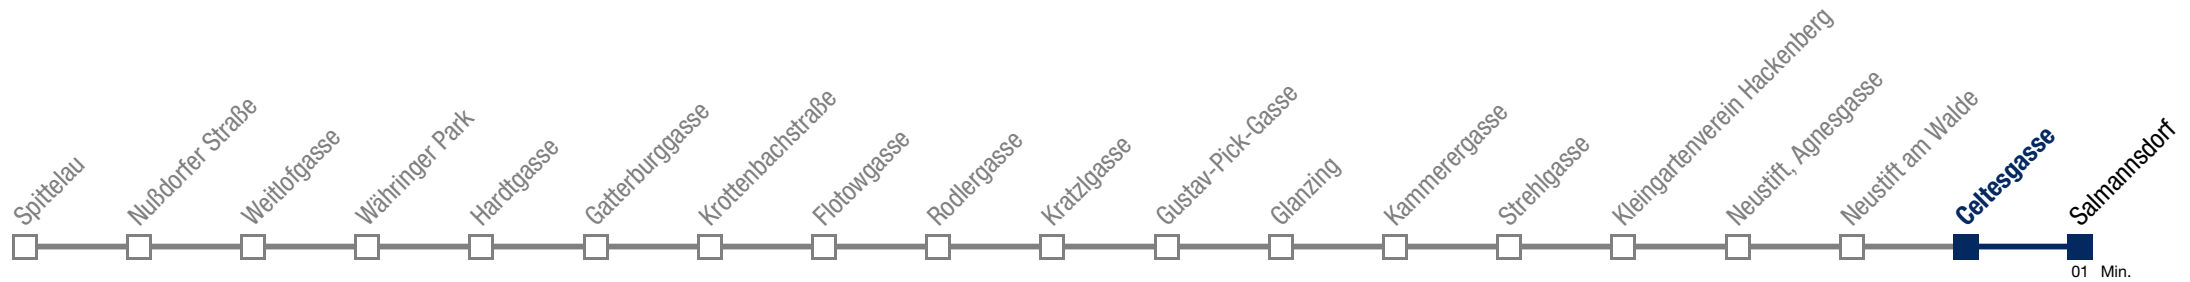 Spittelau
Nußdorfer Straße
Weitlofgasse
Währinger Park
Hardtgasse
Gatterburggasse
Krottenbachstraße
Flotowgasse
Rodlergasse
Kratzlgasse
Gustav-Pick-Gasse
Glanzing
Kammerergasse
Strehlgasse
Kleingartenverein Hackenberg
Neustift, Agnesgasse
Neustift am Walde
Celtesgasse
Salmannsdorf
01 Min.